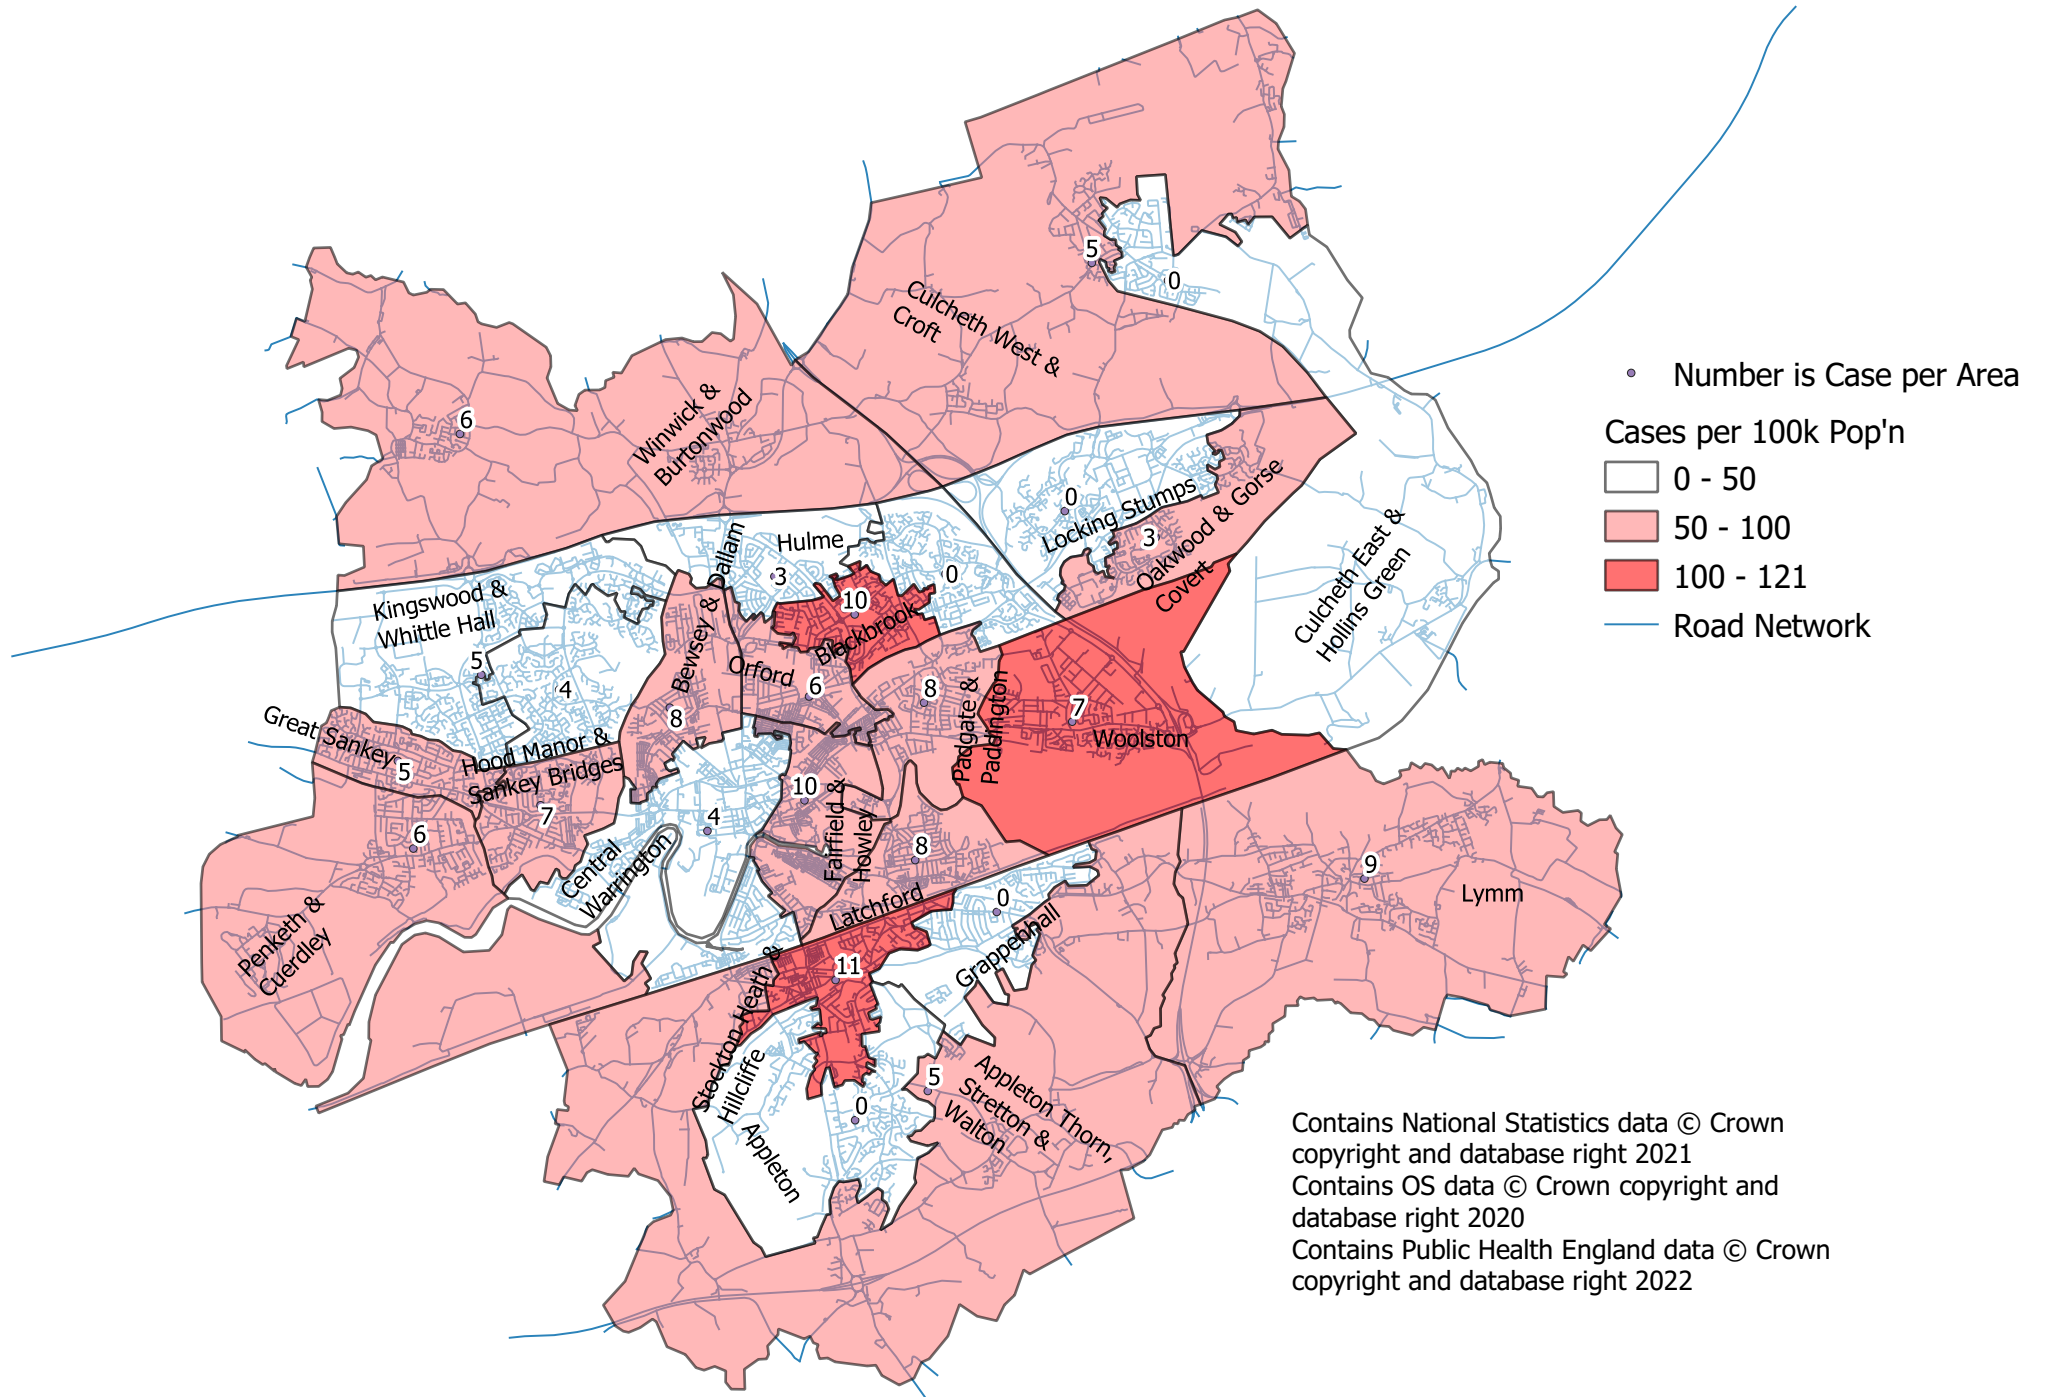 5
0
Culcheth West &
Croft
6
Winwick &
Burtonwood
Number is Case per Area
Cases per 100k Pop'n
0 - 50
50 - 100
100 - 121
Road Network
0
Locking Stumps
3
Oakwood & Gorse
Covert
Culcheth East &
Hollins Green
Hulme
3
0
10
Blackbrook
Bewsey & Dallam
8
Kingswood &
Whittle Hall
5
4
Orford
6
8
Padgate &
Paddington
7
Woolston
Great Sankey
5
Hood Manor &
Sankey Bridges
7
10
Fairfield &
Howley
4
Central
Warrington
6
Penketh &
Cuerdley
8
Latchford
9
Lymm
0
Grappenhall
11
Stockton Heath &
Hillcliffe
5
Appleton Thorn,
Stretton &
Walton
0
Appleton
Contains National Statistics data © Crown
copyright and database right 2021
Contains OS data © Crown copyright and
database right 2020
Contains Public Health England data © Crown
copyright and database right 2022